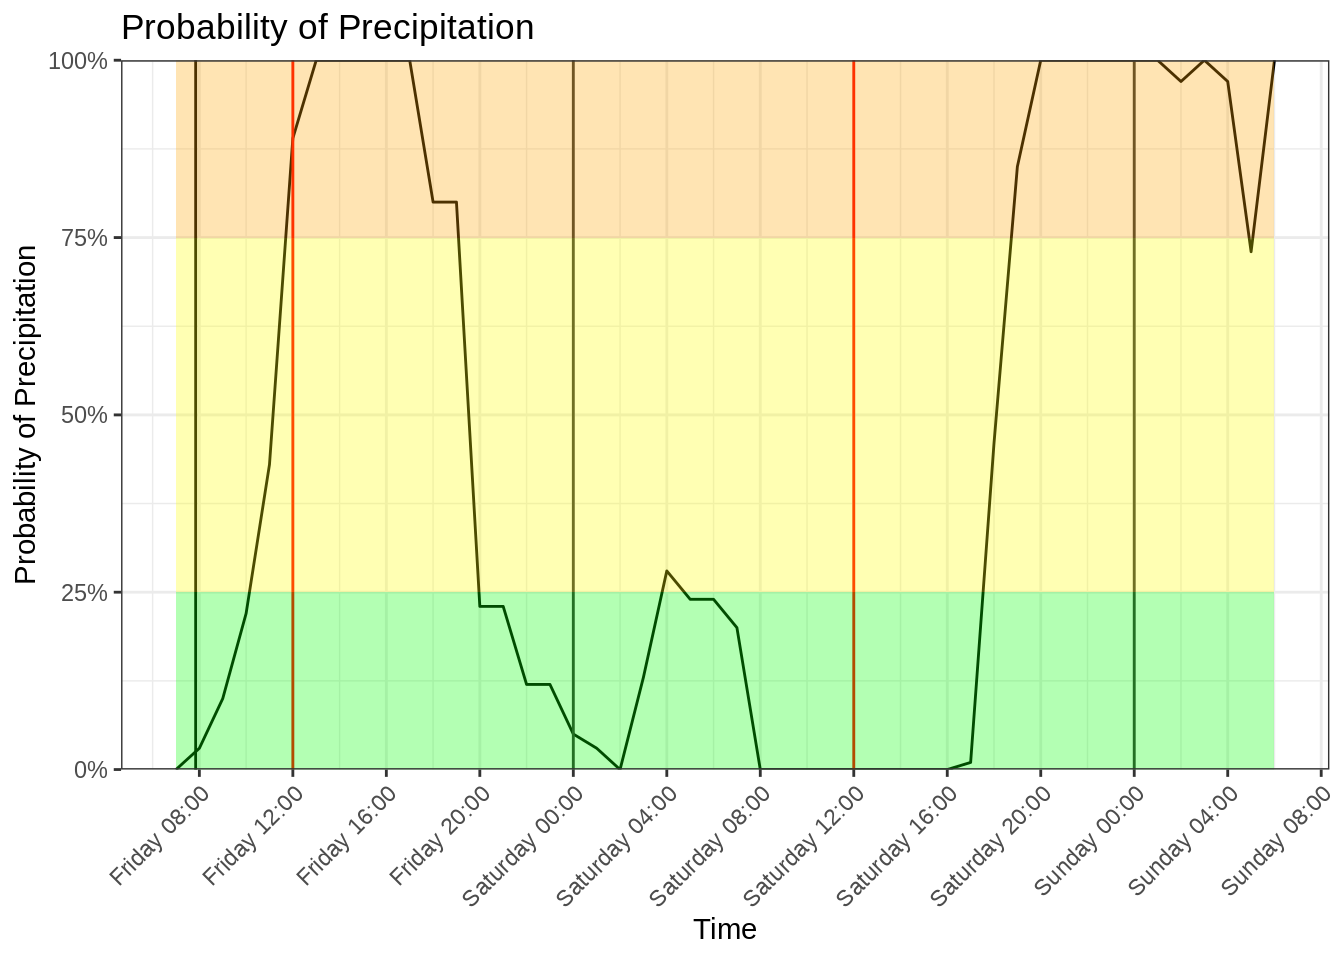 Probability of Precipitation
Probability of Precipitation
100%
75%
50%
25%
0%
Friday 08:00
Friday 12:00
Friday 16:00
Friday 20:00
Saturday 00:00
Saturday 04:00
Saturday 08:00
Saturday 12:00
Saturday 16:00
Saturday 20:00
Sunday 00:00
Sunday 04:00
Sunday 08:00
Time